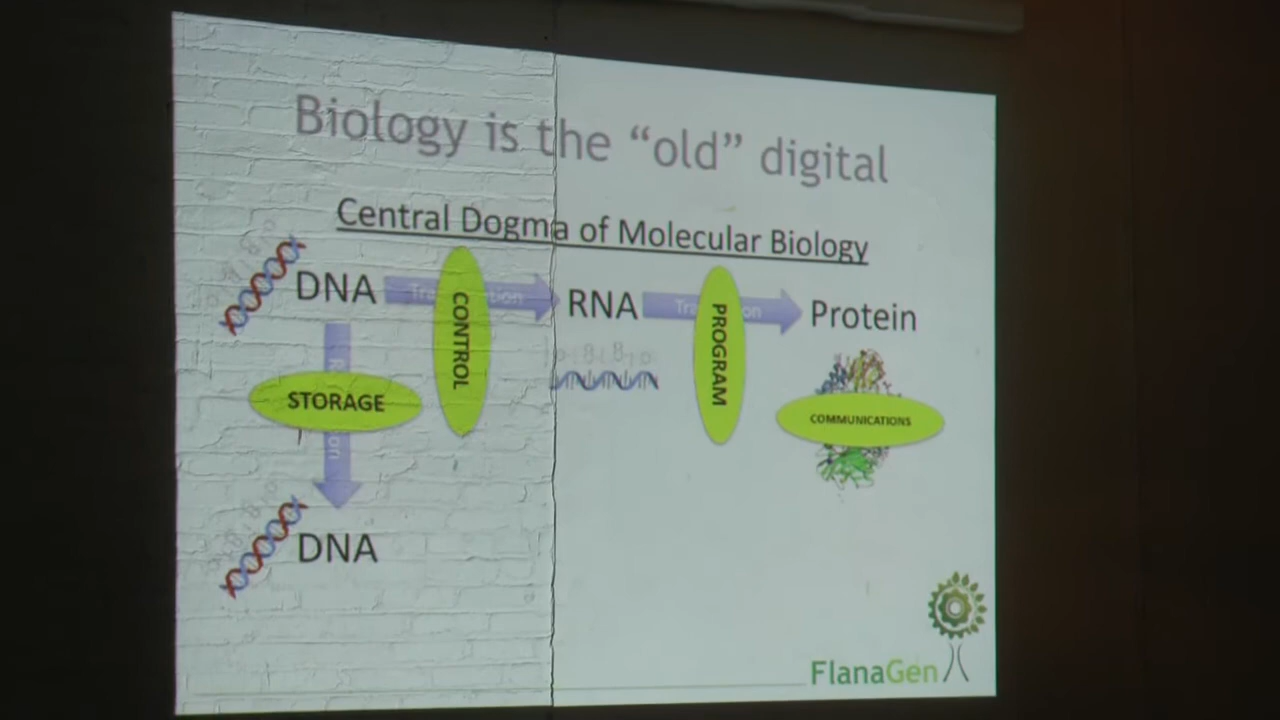 Biology is the “old” digital
Central Dogma of Molecular Biology
DNA
RNA
Protein
CONTROL
PROGRAM
STORAGE
COMMUNICATIONS
DNA
FlanaGen